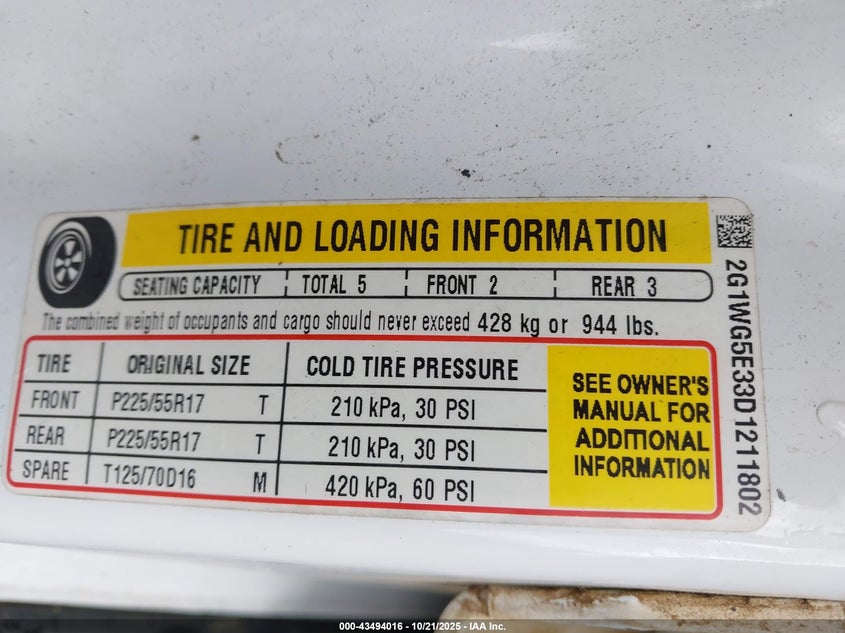 TIRE AND LOADING INFORMATION
SEATING CAPACITY TOTAL 5 FRONT 2 REAR 3
The combined weight of occupants and cargo should never exceed 428 kg or 944 lbs.
TIRE ORIGINAL SIZE COLD TIRE PRESSURE
FRONT P225/55R17 T 210 kPa, 30 PSI
REAR P225/55R17 T 210 kPa, 30 PSI
SPARE T125/70D16 M 420 kPa, 60 PSI
SEE OWNER'S
MANUAL FOR
ADDITIONAL
INFORMATION
2G1WG5E33D1211802
000-43494016 - 10/21/2025 - IAA Inc.